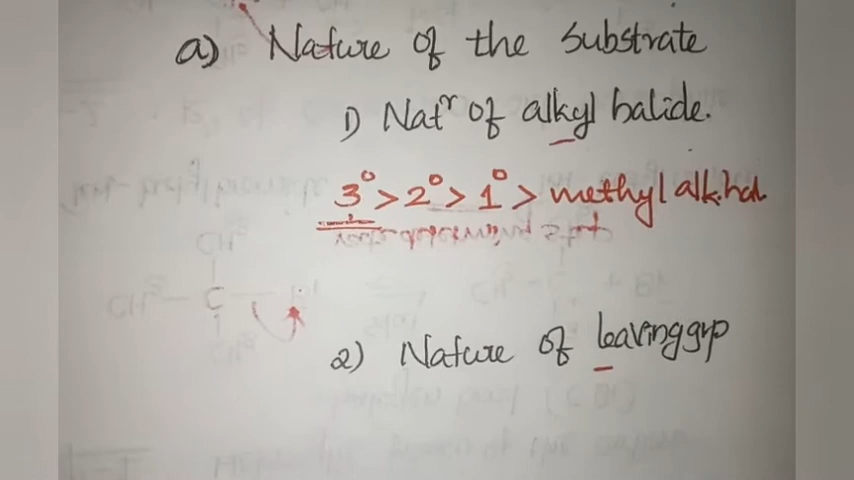 a) Nature of the substrate
1) Natr of alkyl halide.
3° > 2° > 1° > methyl alk.hal
2) Nature of leaving grp